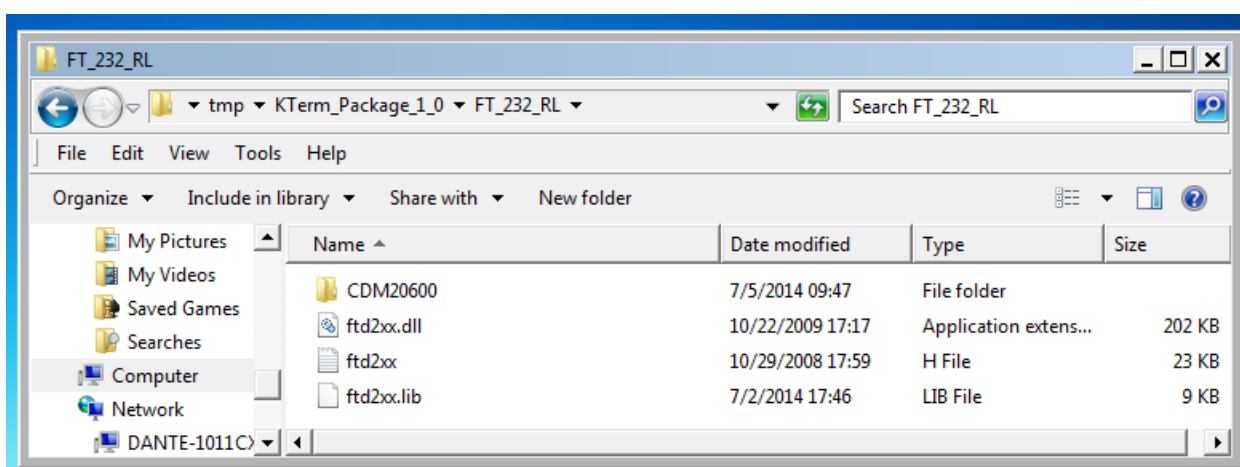 FT_232_RL
tmp KTerm_Package_1_0 FT_232_RL Search FT_232_RL
File Edit View Tools Help
Organize Include in library Share with New folder
My Pictures
My Videos
Saved Games
Searches
Computer
Network
DANTE-1011CX
Name Date modified Type Size
CDM20600 7/5/2014 09:47 File folder
ftd2xx.dll 10/22/2009 17:17 Application extens... 202 KB
ftd2xx 10/29/2008 17:59 H File 23 KB
ftd2xx.lib 7/2/2014 17:46 LIB File 9 KB